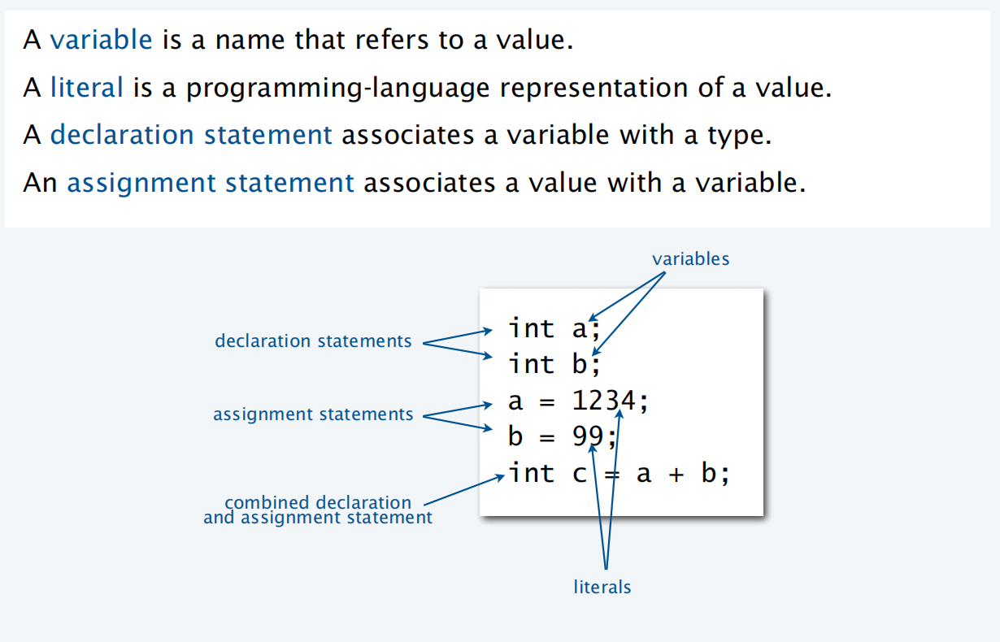 A variable is a name that refers to a value.
A literal is a programming-language representation of a value.
A declaration statement associates a variable with a type.
An assignment statement associates a value with a variable.
variables
declaration statements
int a;
int b;
assignment statements
a = 1234;
b = 99;
combined declaration
and assignment statement
int c = a + b;
literals